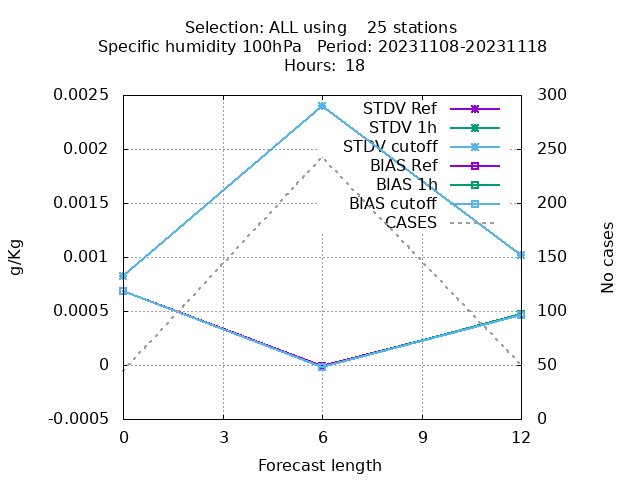 Selection: ALL using    25 stations
Specific humidity 100hPa   Period: 20231108-20231118
Hours: 18
0.0025
0.002
0.0015
0.001
0.0005
0
-0.0005
300
250
200
150
100
50
0
STDV Ref
STDV 1h
STDV cutoff
BIAS Ref
BIAS 1h
BIAS cutoff
CASES
g/Kg
No cases
0 3 6 9 12
Forecast length